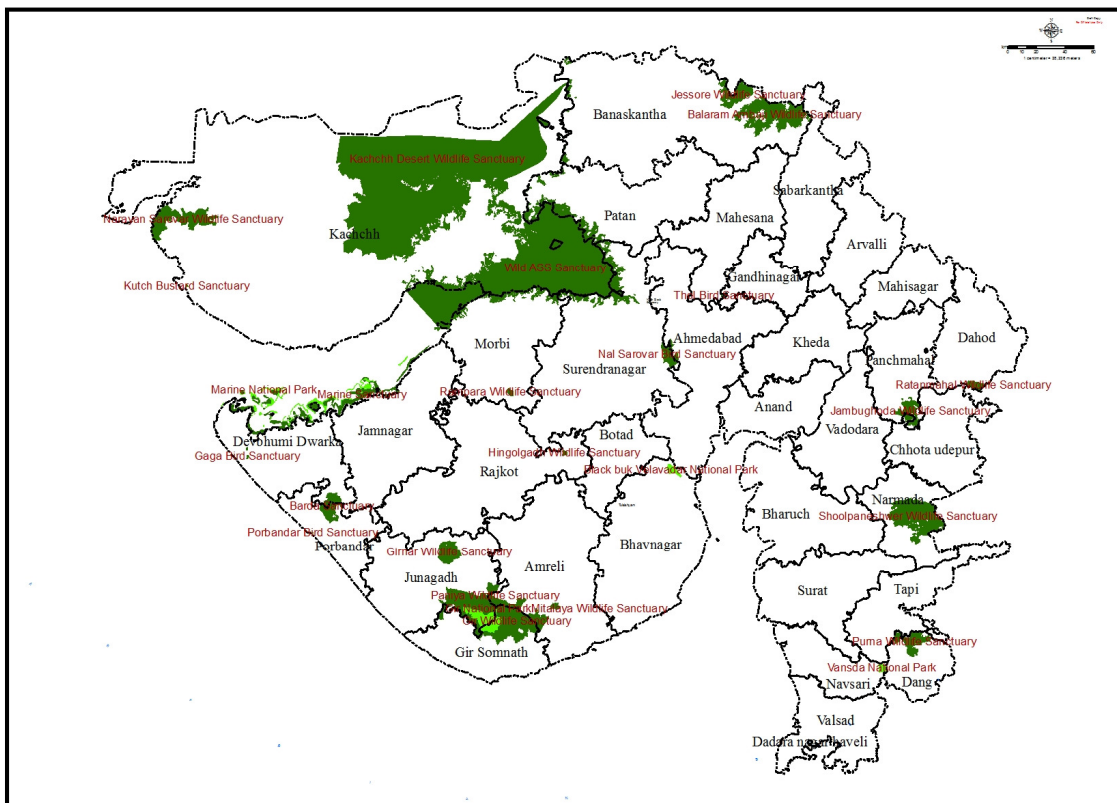 Jessore Wildlife Sanctuary
Banaskantha
Balaram Ambaji Wildlife Sanctuary
Kachchh Desert Wildlife Sanctuary
Sabarkantha
Narayan Sarovar Wildlife Sanctuary
Patan
Mahesana
Kachchh
Arvalli
Wild ASS Sanctuary
Gandhinagar
Kutch Bustard Sanctuary
Mahisagar
Thol Bird Sanctuary
Ahmedabad
Kheda
Dahod
Morbi
Nal Sarovar Bird Sanctuary
Panchmahal
Surendranagar
Marine National Park
Marine Sanctuary
Rampara Wildlife Sanctuary
Ratanmahal Wildlife Sanctuary
Anand
Jambughoda Wildlife Sanctuary
Vadodara
Jamnagar
Botad
Devbhumi Dwarka
Chhota udepur
Gaga Bird Sanctuary
Hingolgadh Wildlife Sanctuary
Rajkot
Black buk Velavadar National Park
Narmada
Barda Sanctuary
Bharuch
Shoolpaneshwer Wildlife Sanctuary
Porbandar Bird Sanctuary
Porbandar
Bhavnagar
Girnar Wildlife Sanctuary
Amreli
Junagadh
Surat
Tapi
Paniya Wildlife Sanctuary
Gir National Park
Mitalaya Wildlife Sanctuary
Gir Wildlife Sanctuary
Purna Wildlife Sanctuary
Gir Somnath
Vansda National Park
Navsari
Dang
Valsad
Dadara nagar haveli